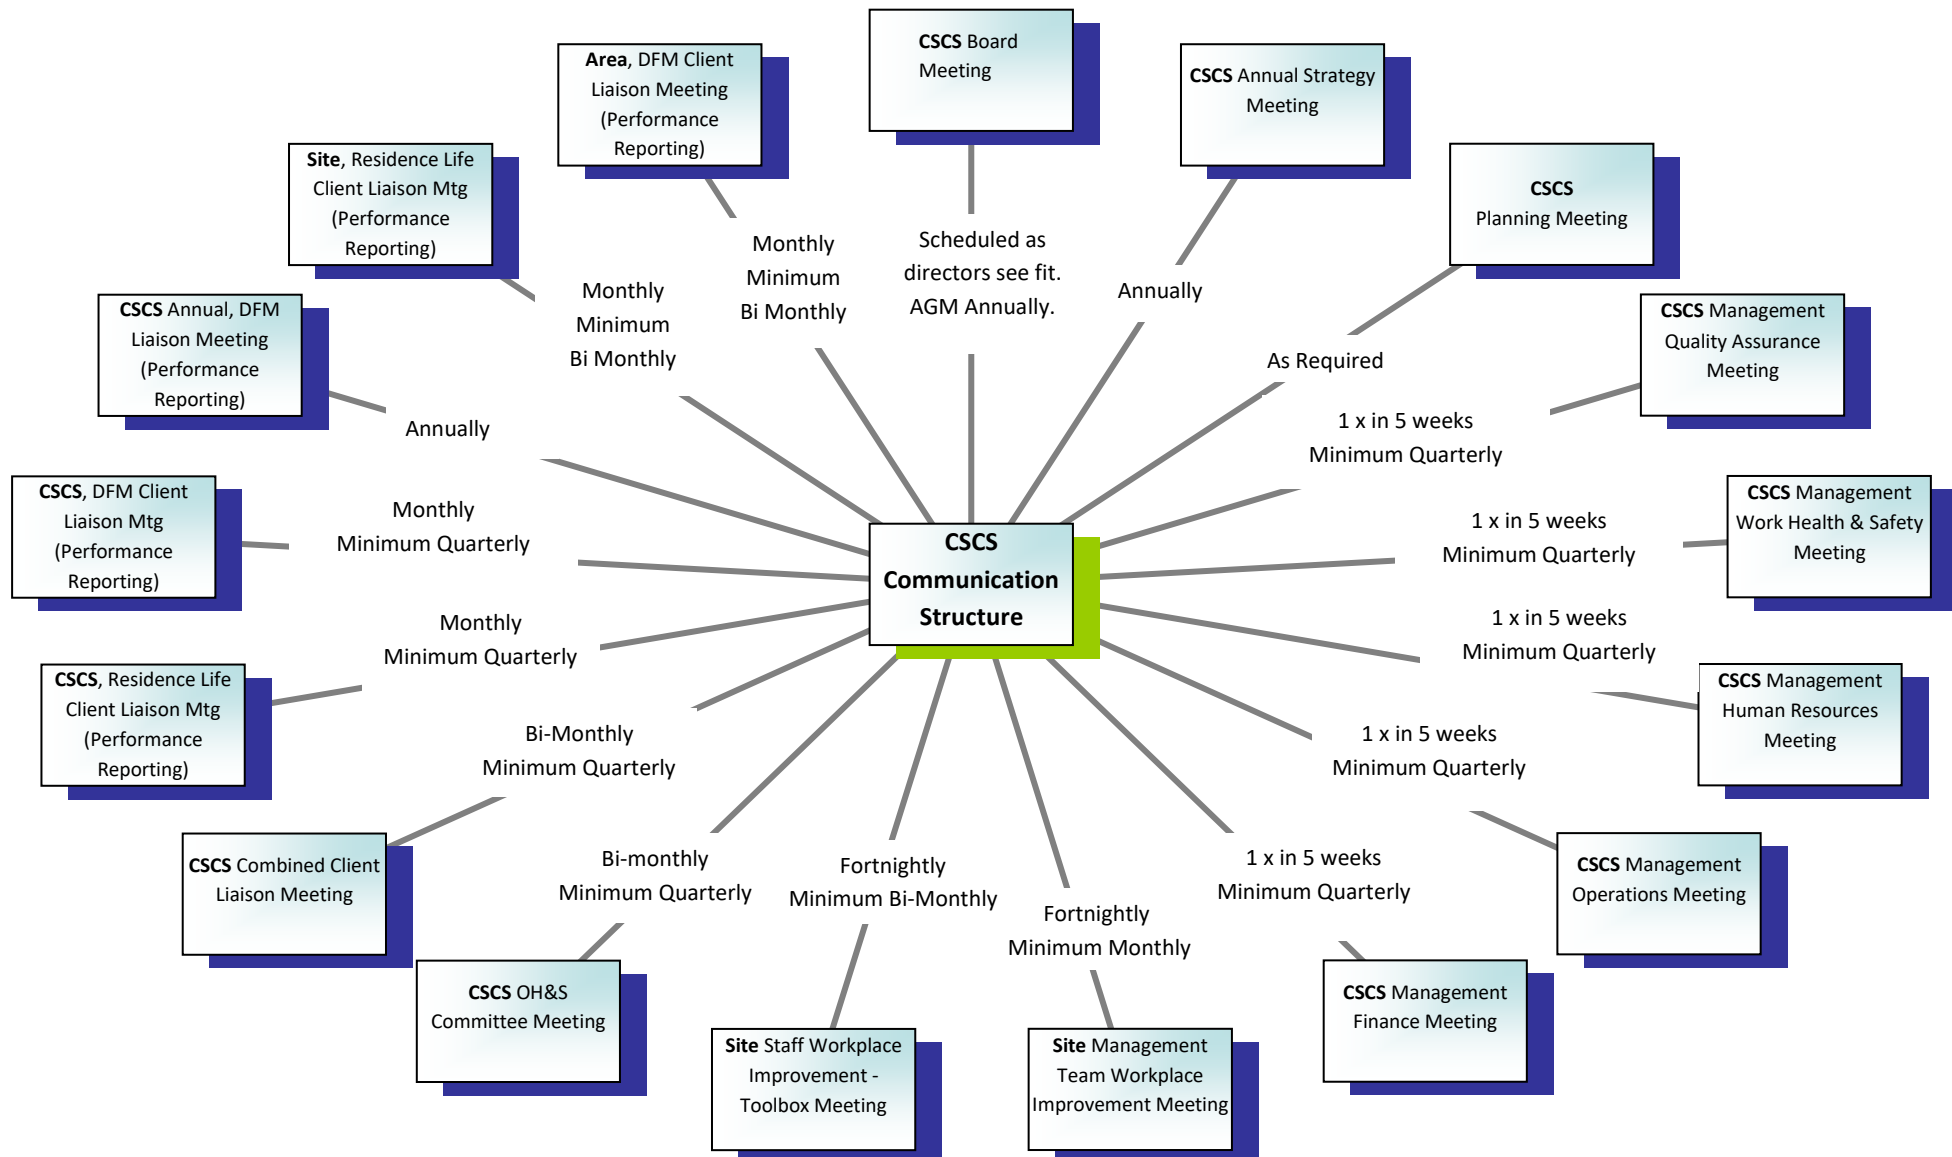 CSCS Board
Meeting
CSCS Annual Strategy
Meeting
CSCS
Planning Meeting
CSCS Management
Quality Assurance
Meeting
CSCS Management
Work Health & Safety
Meeting
CSCS Management
Human Resources
Meeting
CSCS Management
Operations Meeting
CSCS Management
Finance Meeting
Site Management
Team Workplace
Improvement Meeting
Site Staff Workplace
Improvement -
Toolbox Meeting
CSCS OH&S
Committee Meeting
CSCS Combined Client
Liaison Meeting
CSCS, Residence Life
Client Liaison Mtg
(Performance
Reporting)
CSCS, DFM Client
Liaison Mtg
(Performance
Reporting)
CSCS Annual, DFM
Liaison Meeting
(Performance
Reporting)
Site, Residence Life
Client Liaison Mtg
(Performance
Reporting)
Area, DFM Client
Liaison Meeting
(Performance
Reporting)
Scheduled as
directors see fit.
AGM Annually.
Annually
As Required
1 x in 5 weeks
Minimum Quarterly
1 x in 5 weeks
Minimum Quarterly
1 x in 5 weeks
Minimum Quarterly
1 x in 5 weeks
Minimum Quarterly
1 x in 5 weeks
Minimum Quarterly
Fortnightly
Minimum Monthly
Fortnightly
Minimum Bi-Monthly
Bi-monthly
Minimum Quarterly
Bi-Monthly
Minimum Quarterly
Monthly
Minimum Quarterly
Monthly
Minimum Quarterly
Annually
Monthly
Minimum
Bi Monthly
Monthly
Minimum
Bi Monthly
CSCS
Communication
Structure